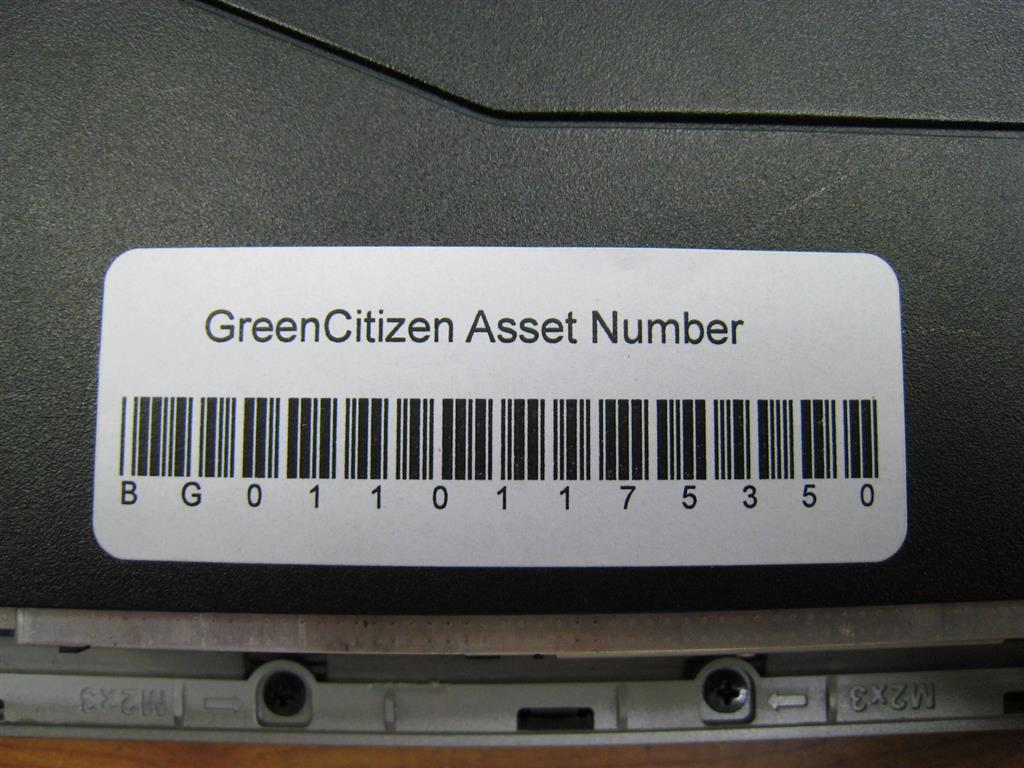 GreenCitizen Asset Number
B G 0 1 1 0 1 1 7 5 3 5 0
M2x3 M2x3